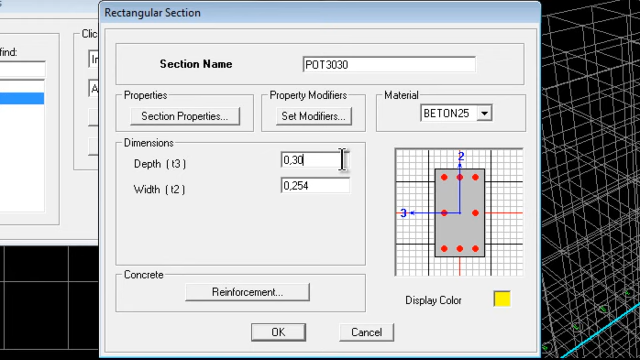 Rectangular Section
Clic
find:
Section Name
POT3030
Properties
Section Properties...
Property Modifiers
Set Modifiers...
Material
BETON25
Dimensions
Depth ( t3 )
0,30
Width ( t2 )
0,254
2
3
Concrete
Reinforcement...
Display Color
OK
Cancel